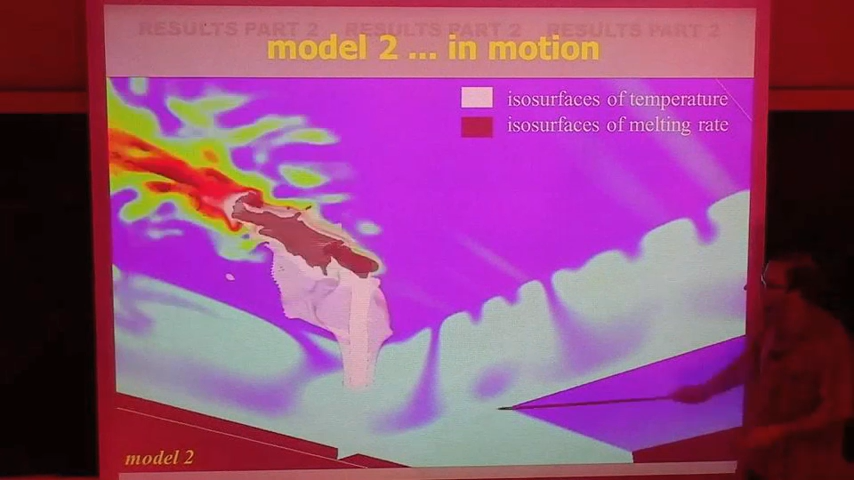 RESULTS PART 2 RESULTS PART 2 RESULTS PART 2
model 2 ... in motion
isosurfaces of temperature
isosurfaces of melting rate
model 2